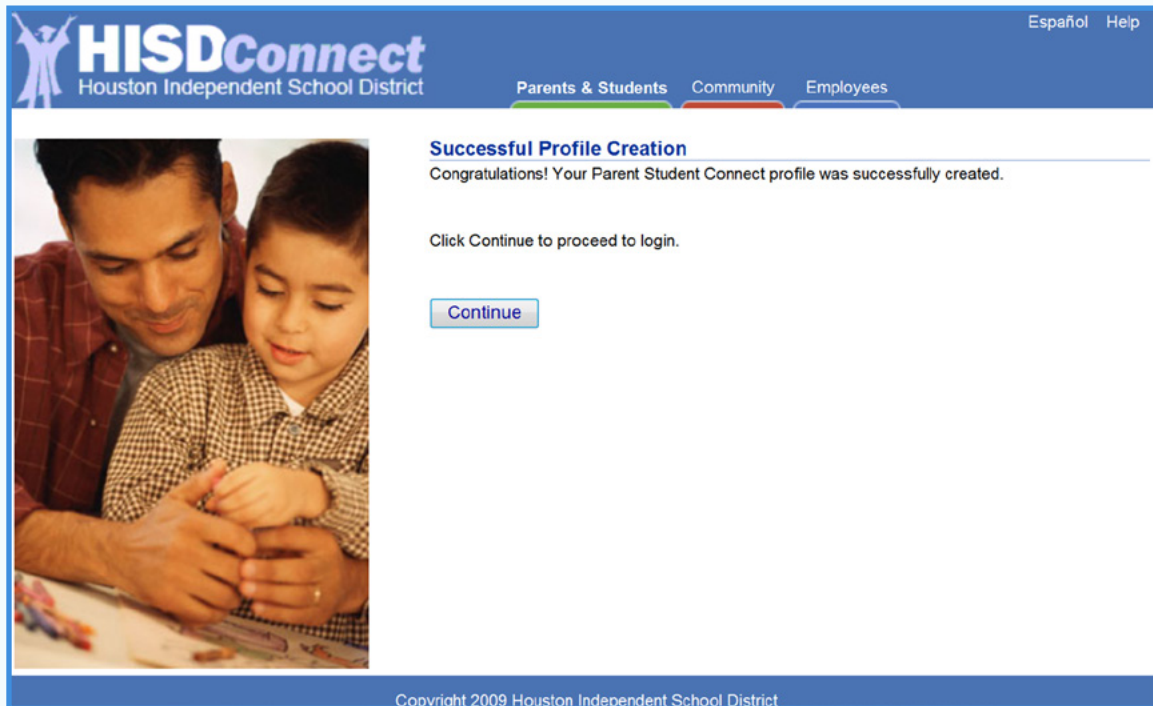 Español Help
HISDConnect
Houston Independent School District
Parents & Students Community Employees
Successful Profile Creation
Congratulations! Your Parent Student Connect profile was successfully created.
Click Continue to proceed to login.
Continue
Copyright 2009 Houston Independent School District